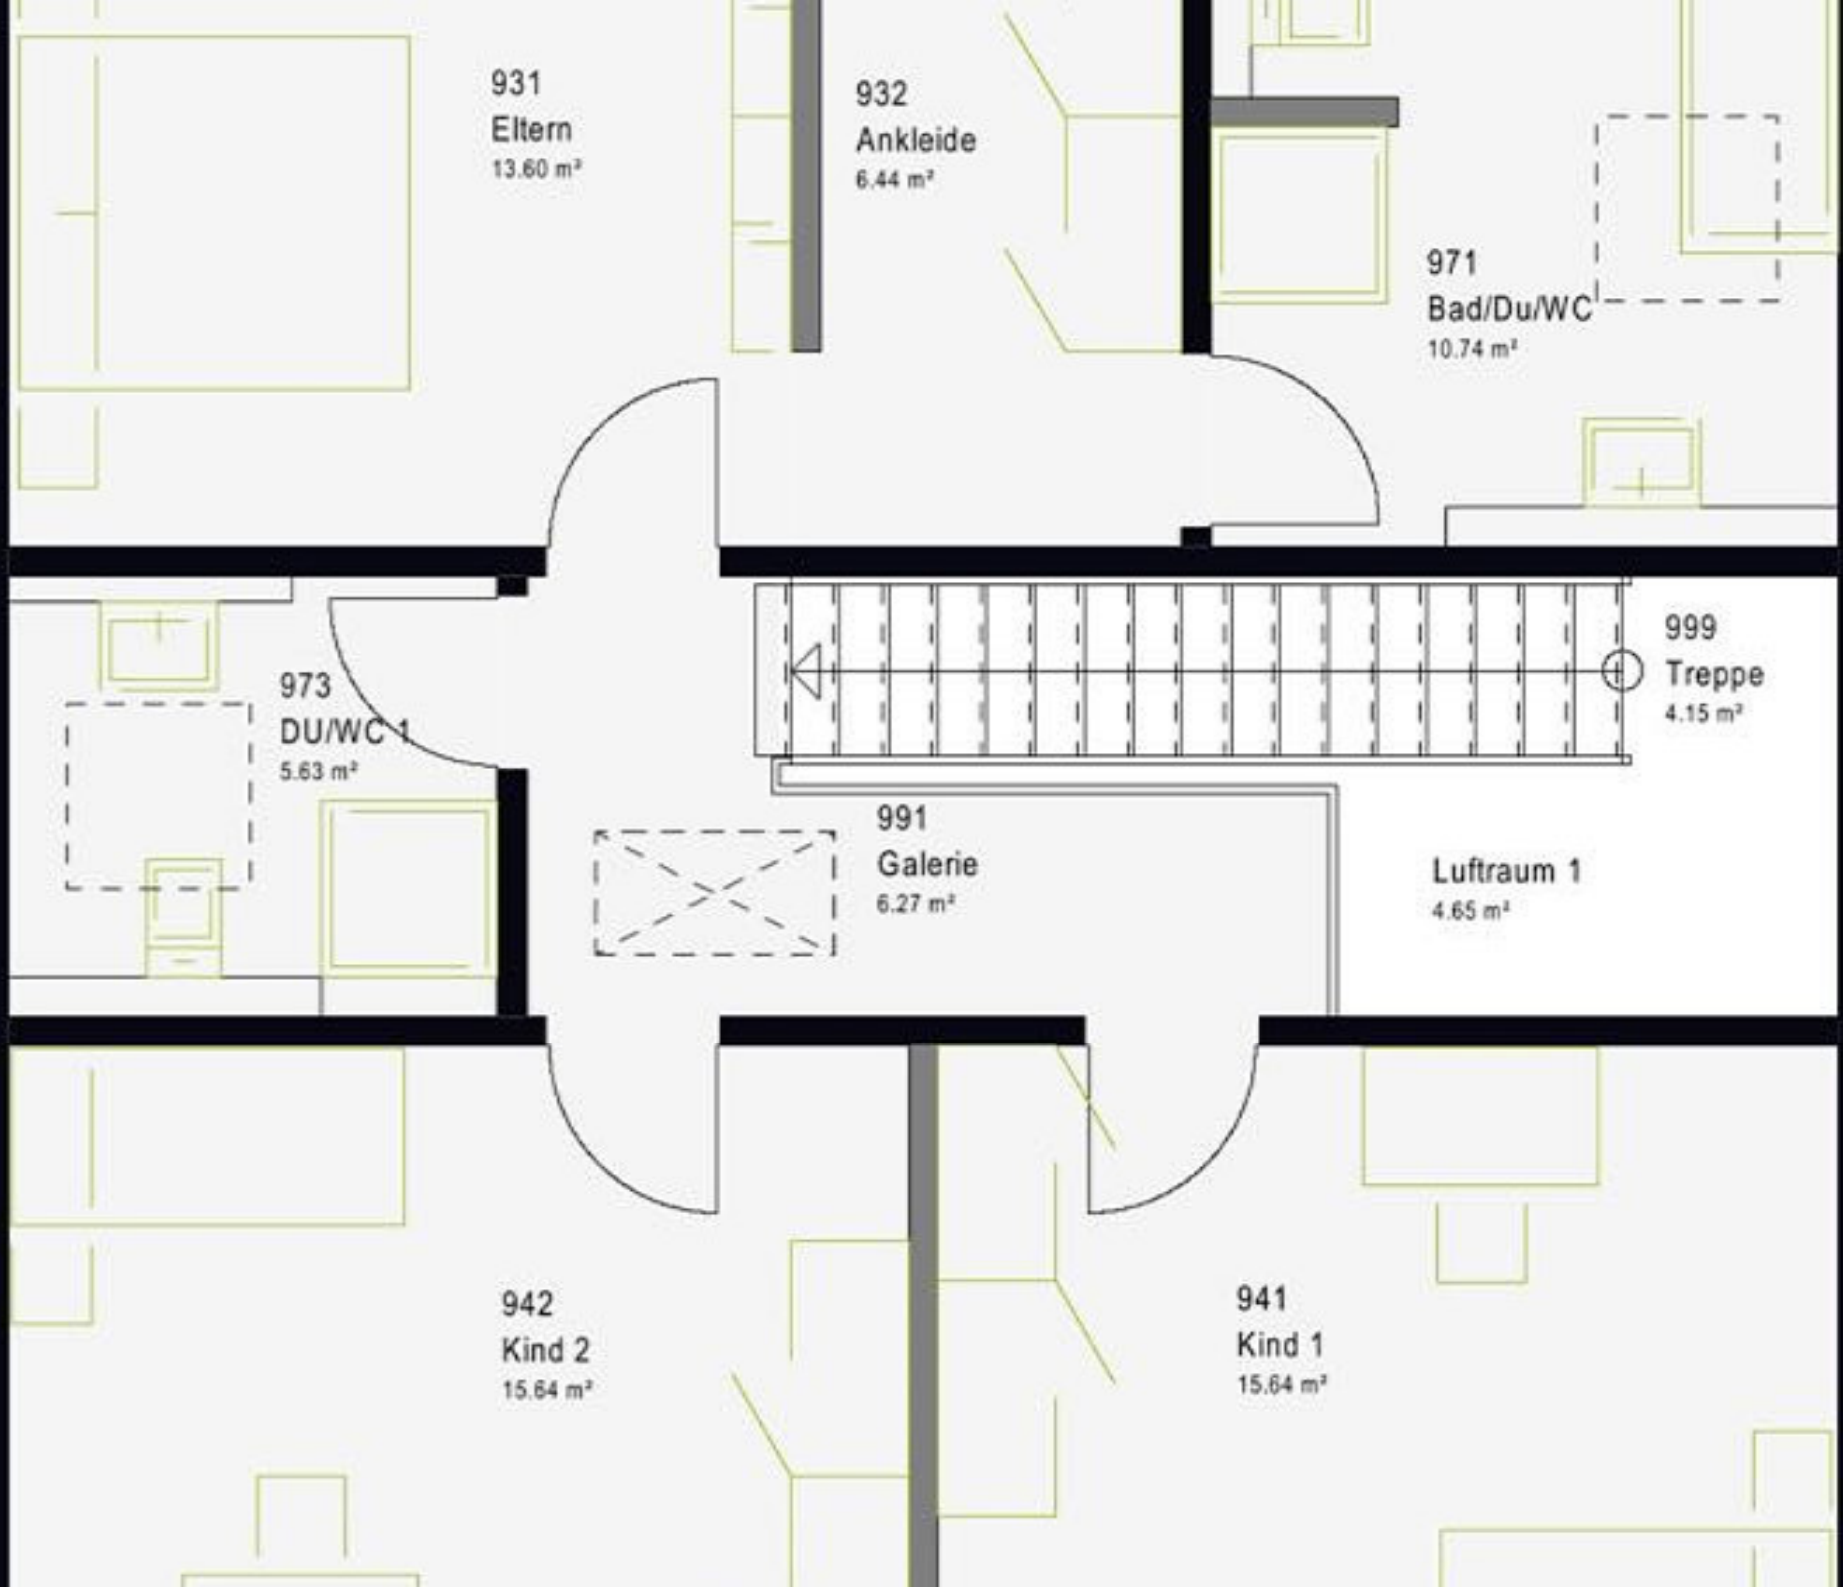 931
Eltern
13.60 m²
932
Ankleide
6.44 m²
971
Bad/Du/WC
10.74 m²
973
DU/WC 1
5.63 m²
999
Treppe
4.15 m²
991
Galerie
6.27 m²
Luftraum 1
4.65 m²
942
Kind 2
15.64 m²
941
Kind 1
15.64 m²